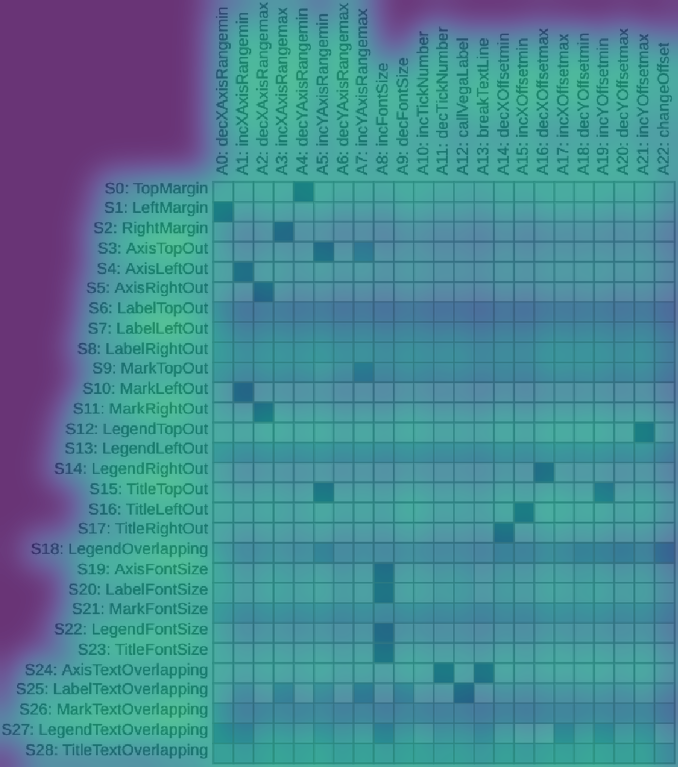 A0: decXAxisRangemin
A1: incXAxisRangemin
A2: decXAxisRangemax
A3: incXAxisRangemax
A4: decYAxisRangemin
A5: incYAxisRangemin
A6: decYAxisRangemax
A7: incYAxisRangemax
A8: incFontSize
A9: decFontSize
A10: incTickNumber
A11: decTickNumber
A12: callVegaLabel
A13: breakTextLine
A14: decXOffsetmin
A15: incXOffsetmin
A16: decXOffsetmax
A17: incXOffsetmax
A18: decYOffsetmin
A19: incYOffsetmin
A20: decYOffsetmax
A21: incYOffsetmax
A22: changeOffset
S0: TopMargin
S1: LeftMargin
S2: RightMargin
S3: AxisTopOut
S4: AxisLeftOut
S5: AxisRightOut
S6: LabelTopOut
S7: LabelLeftOut
S8: LabelRightOut
S9: MarkTopOut
S10: MarkLeftOut
S11: MarkRightOut
S12: LegendTopOut
S13: LegendLeftOut
S14: LegendRightOut
S15: TitleTopOut
S16: TitleLeftOut
S17: TitleRightOut
S18: LegendOverlapping
S19: AxisFontSize
S20: LabelFontSize
S21: MarkFontSize
S22: LegendFontSize
S23: TitleFontSize
S24: AxisTextOverlapping
S25: LabelTextOverlapping
S26: MarkTextOverlapping
S27: LegendTextOverlapping
S28: TitleTextOverlapping